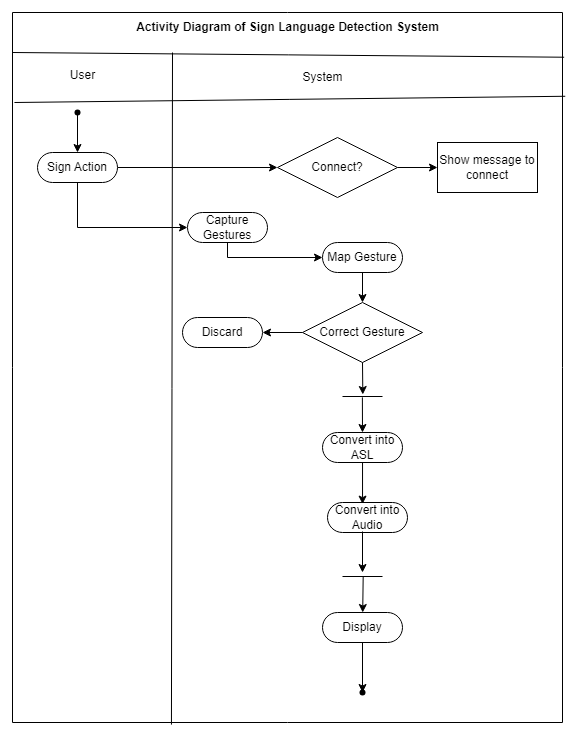 Activity Diagram of Sign Language Detection System
User
System
Sign Action
Connect?
Show message to
connect
Capture
Gestures
Map Gesture
Discard
Correct Gesture
Convert into
ASL
Convert into
Audio
Display